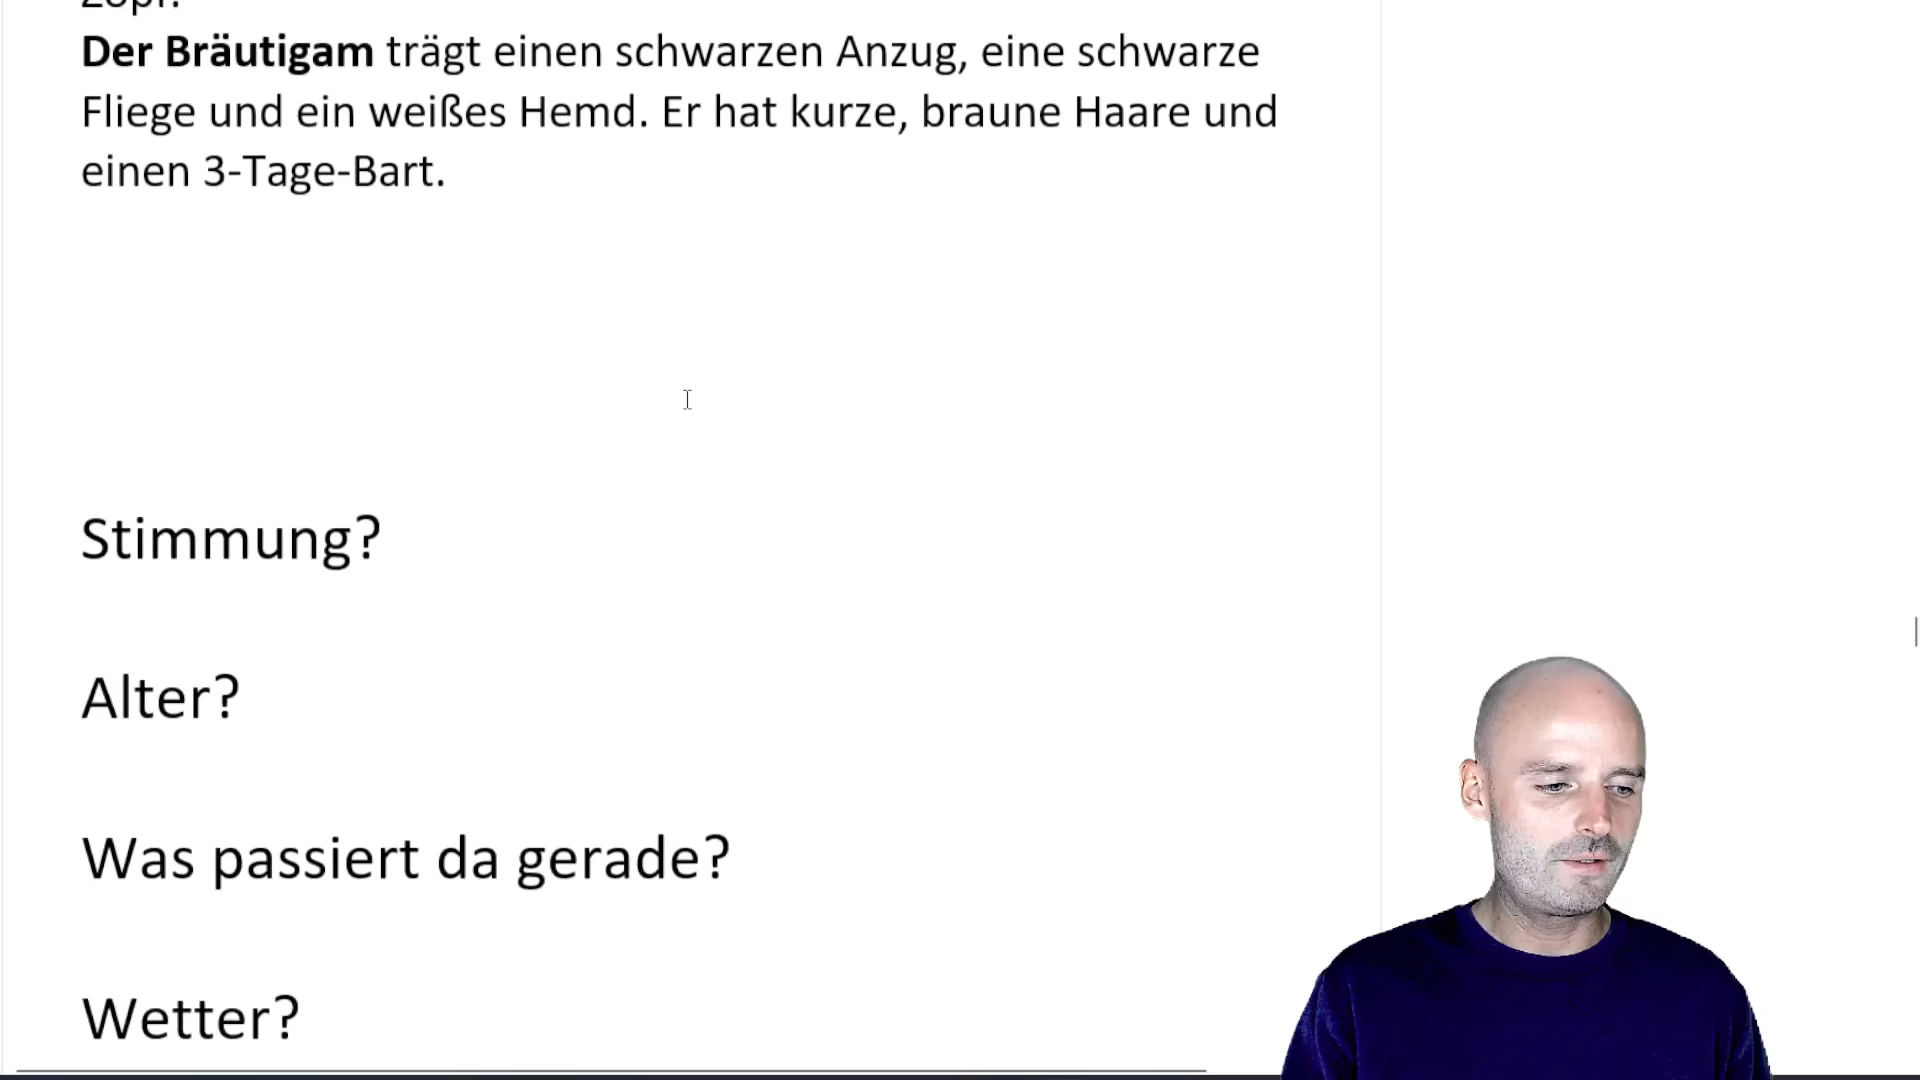 Zopf.
Der Bräutigam trägt einen schwarzen Anzug, eine schwarze
Fliege und ein weißes Hemd. Er hat kurze, braune Haare und
einen 3-Tage-Bart.
Stimmung?
Alter?
Was passiert da gerade?
Wetter?